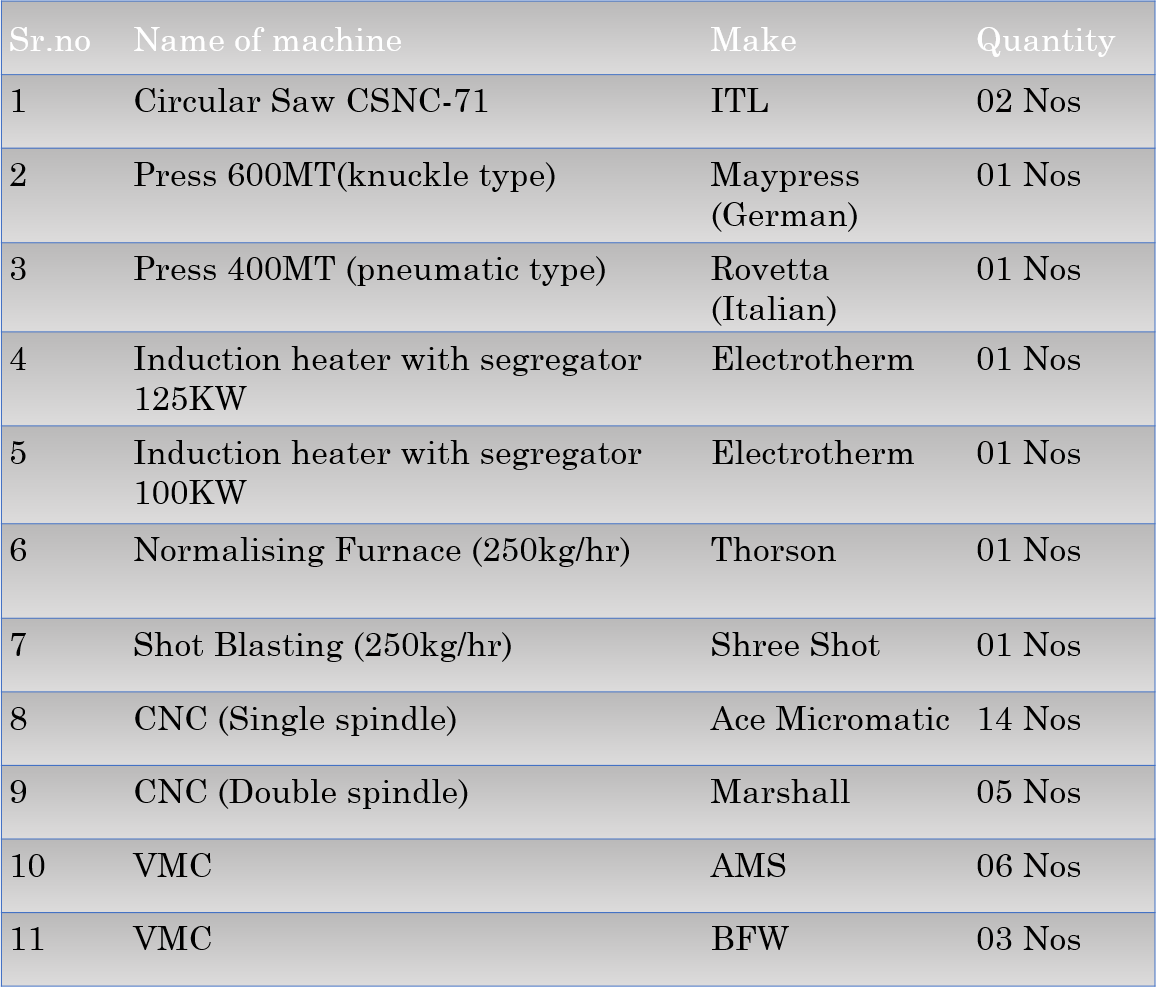 Sr.no Name of machine Make Quantity
1 Circular Saw CSNC-71 ITL 02 Nos
2 Press 600MT(knuckle type) Maypress 01 Nos
(German)
3 Press 400MT (pneumatic type) Rovetta 01 Nos
(Italian)
4 Induction heater with segregator Electrotherm 01 Nos
125KW
5 Induction heater with segregator Electrotherm 01 Nos
100KW
6 Normalising Furnace (250kg/hr) Thorson 01 Nos
7 Shot Blasting (250kg/hr) Shree Shot 01 Nos
8 CNC (Single spindle) Ace Micromatic 14 Nos
9 CNC (Double spindle) Marshall 05 Nos
10 VMC AMS 06 Nos
11 VMC BFW 03 Nos